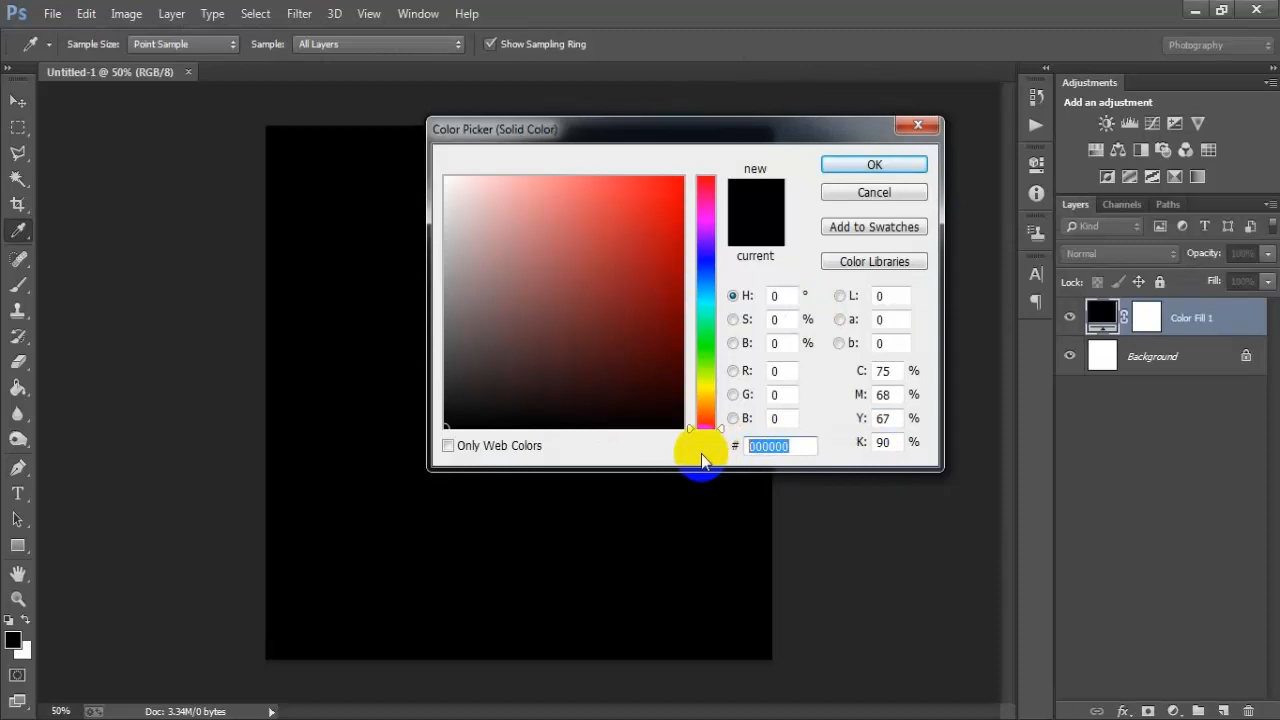 Ps File Edit Image Layer Type Select Filter 3D View Window Help
Sample Size: Point Sample Sample: All Layers Show Sampling Ring Photography
Untitled-1 @ 50% (RGB/8) ×
Adjustments
Add an adjustment
Color Picker (Solid Color)
new
current
OK
Cancel
Add to Swatches
Color Libraries
H: 0 ° L: 0
S: 0 % a: 0
B: 0 % b: 0
R: 0 C: 75 %
G: 0 M: 68 %
B: 0 Y: 67 %
# 000000 K: 90 %
Only Web Colors
Layers Channels Paths
Kind
Normal Opacity: 100%
Lock: Fill: 100%
Color Fill 1
Background
50% Doc: 3.34M/0 bytes